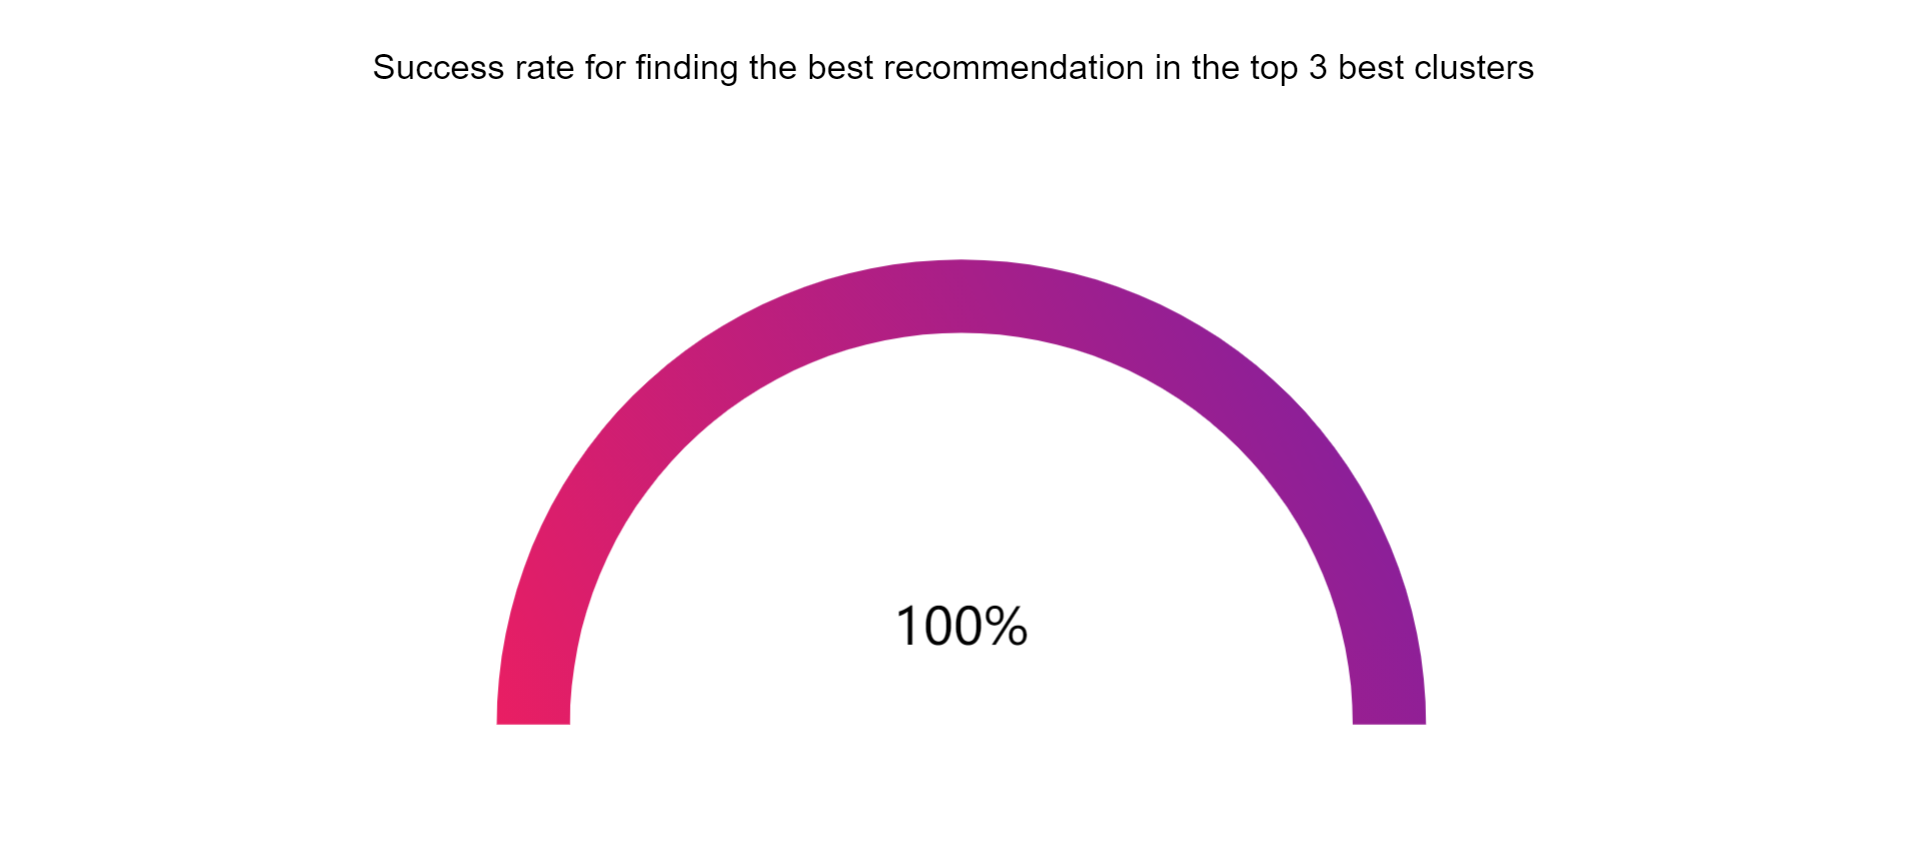 Success rate for finding the best recommendation in the top 3 best clusters
100%